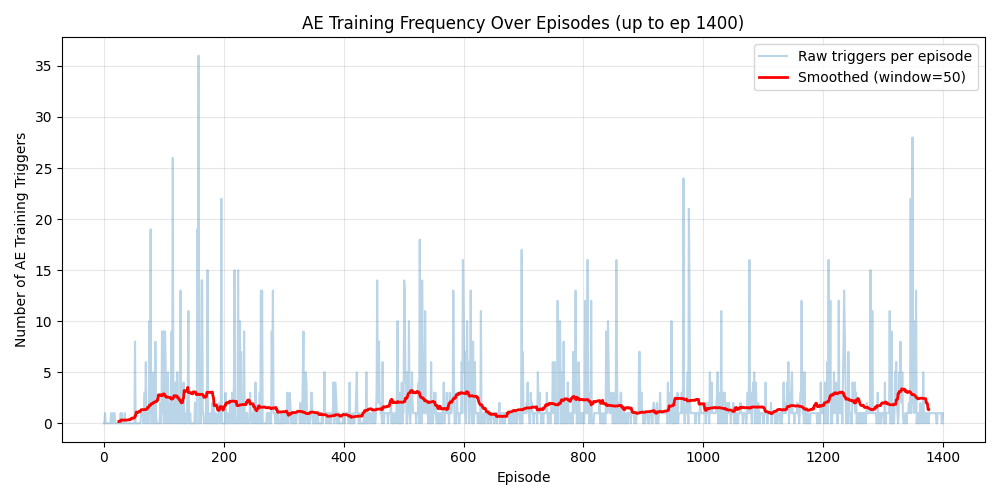 AE Training Frequency Over Episodes (up to ep 1400)
Raw triggers per episode
Smoothed (window=50)
Number of AE Training Triggers
35
30
25
20
15
10
5
0
0 200 400 600 800 1000 1200 1400
Episode